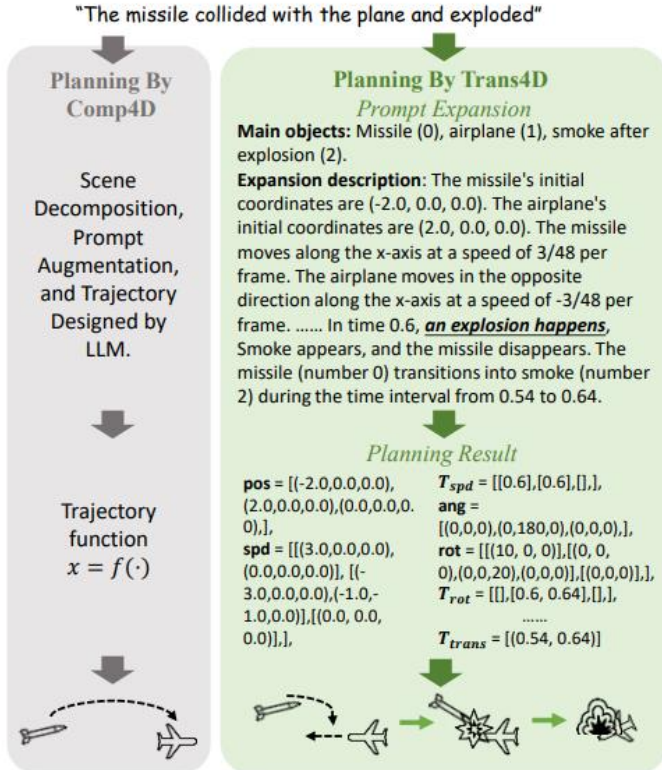 “The missile collided with the plane and exploded”
Planning By
Comp4D
Scene
Decomposition,
Prompt
Augmentation,
and Trajectory
Designed by
LLM.
Trajectory
function
x = f(·)
Planning By Trans4D
Prompt Expansion
Main objects: Missile (0), airplane (1), smoke after
explosion (2).
Expansion description: The missile's initial
coordinates are (-2.0, 0.0, 0.0). The airplane's
initial coordinates are (2.0, 0.0, 0.0). The missile
moves along the x-axis at a speed of 3/48 per
frame. The airplane moves in the opposite
direction along the x-axis at a speed of -3/48 per
frame. …… In time 0.6, an explosion happens,
Smoke appears, and the missile disappears. The
missile (number 0) transitions into smoke (number
2) during the time interval from 0.54 to 0.64.
Planning Result
pos = [(-2.0,0.0,0.0),
(2.0,0.0,0.0),(0.0,0.0,0.
0),],
spd = [[(3.0,0.0,0.0),
(0.0,0.0,0.0)], [(-
3.0,0.0,0.0),(-1.0,-
1.0,0.0)],[(0.0, 0.0,
0.0)],],
T_spd = [[0.6],[0.6],[],],
ang =
[(0,0,0),(0,180,0),(0,0,0),],
rot = [[(10, 0, 0)],[(0, 0,
0),(0,0,20),(0,0,0)],[(0,0,0)],],
T_rot = [[],[0.6, 0.64],[],],
……
T_trans = [(0.54, 0.64)]